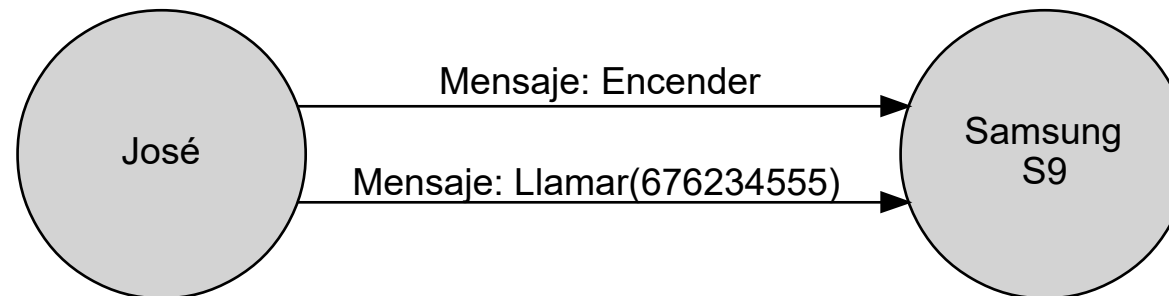 Mensaje: Encender
José
Samsung
S9
Mensaje: Llamar(676234555)